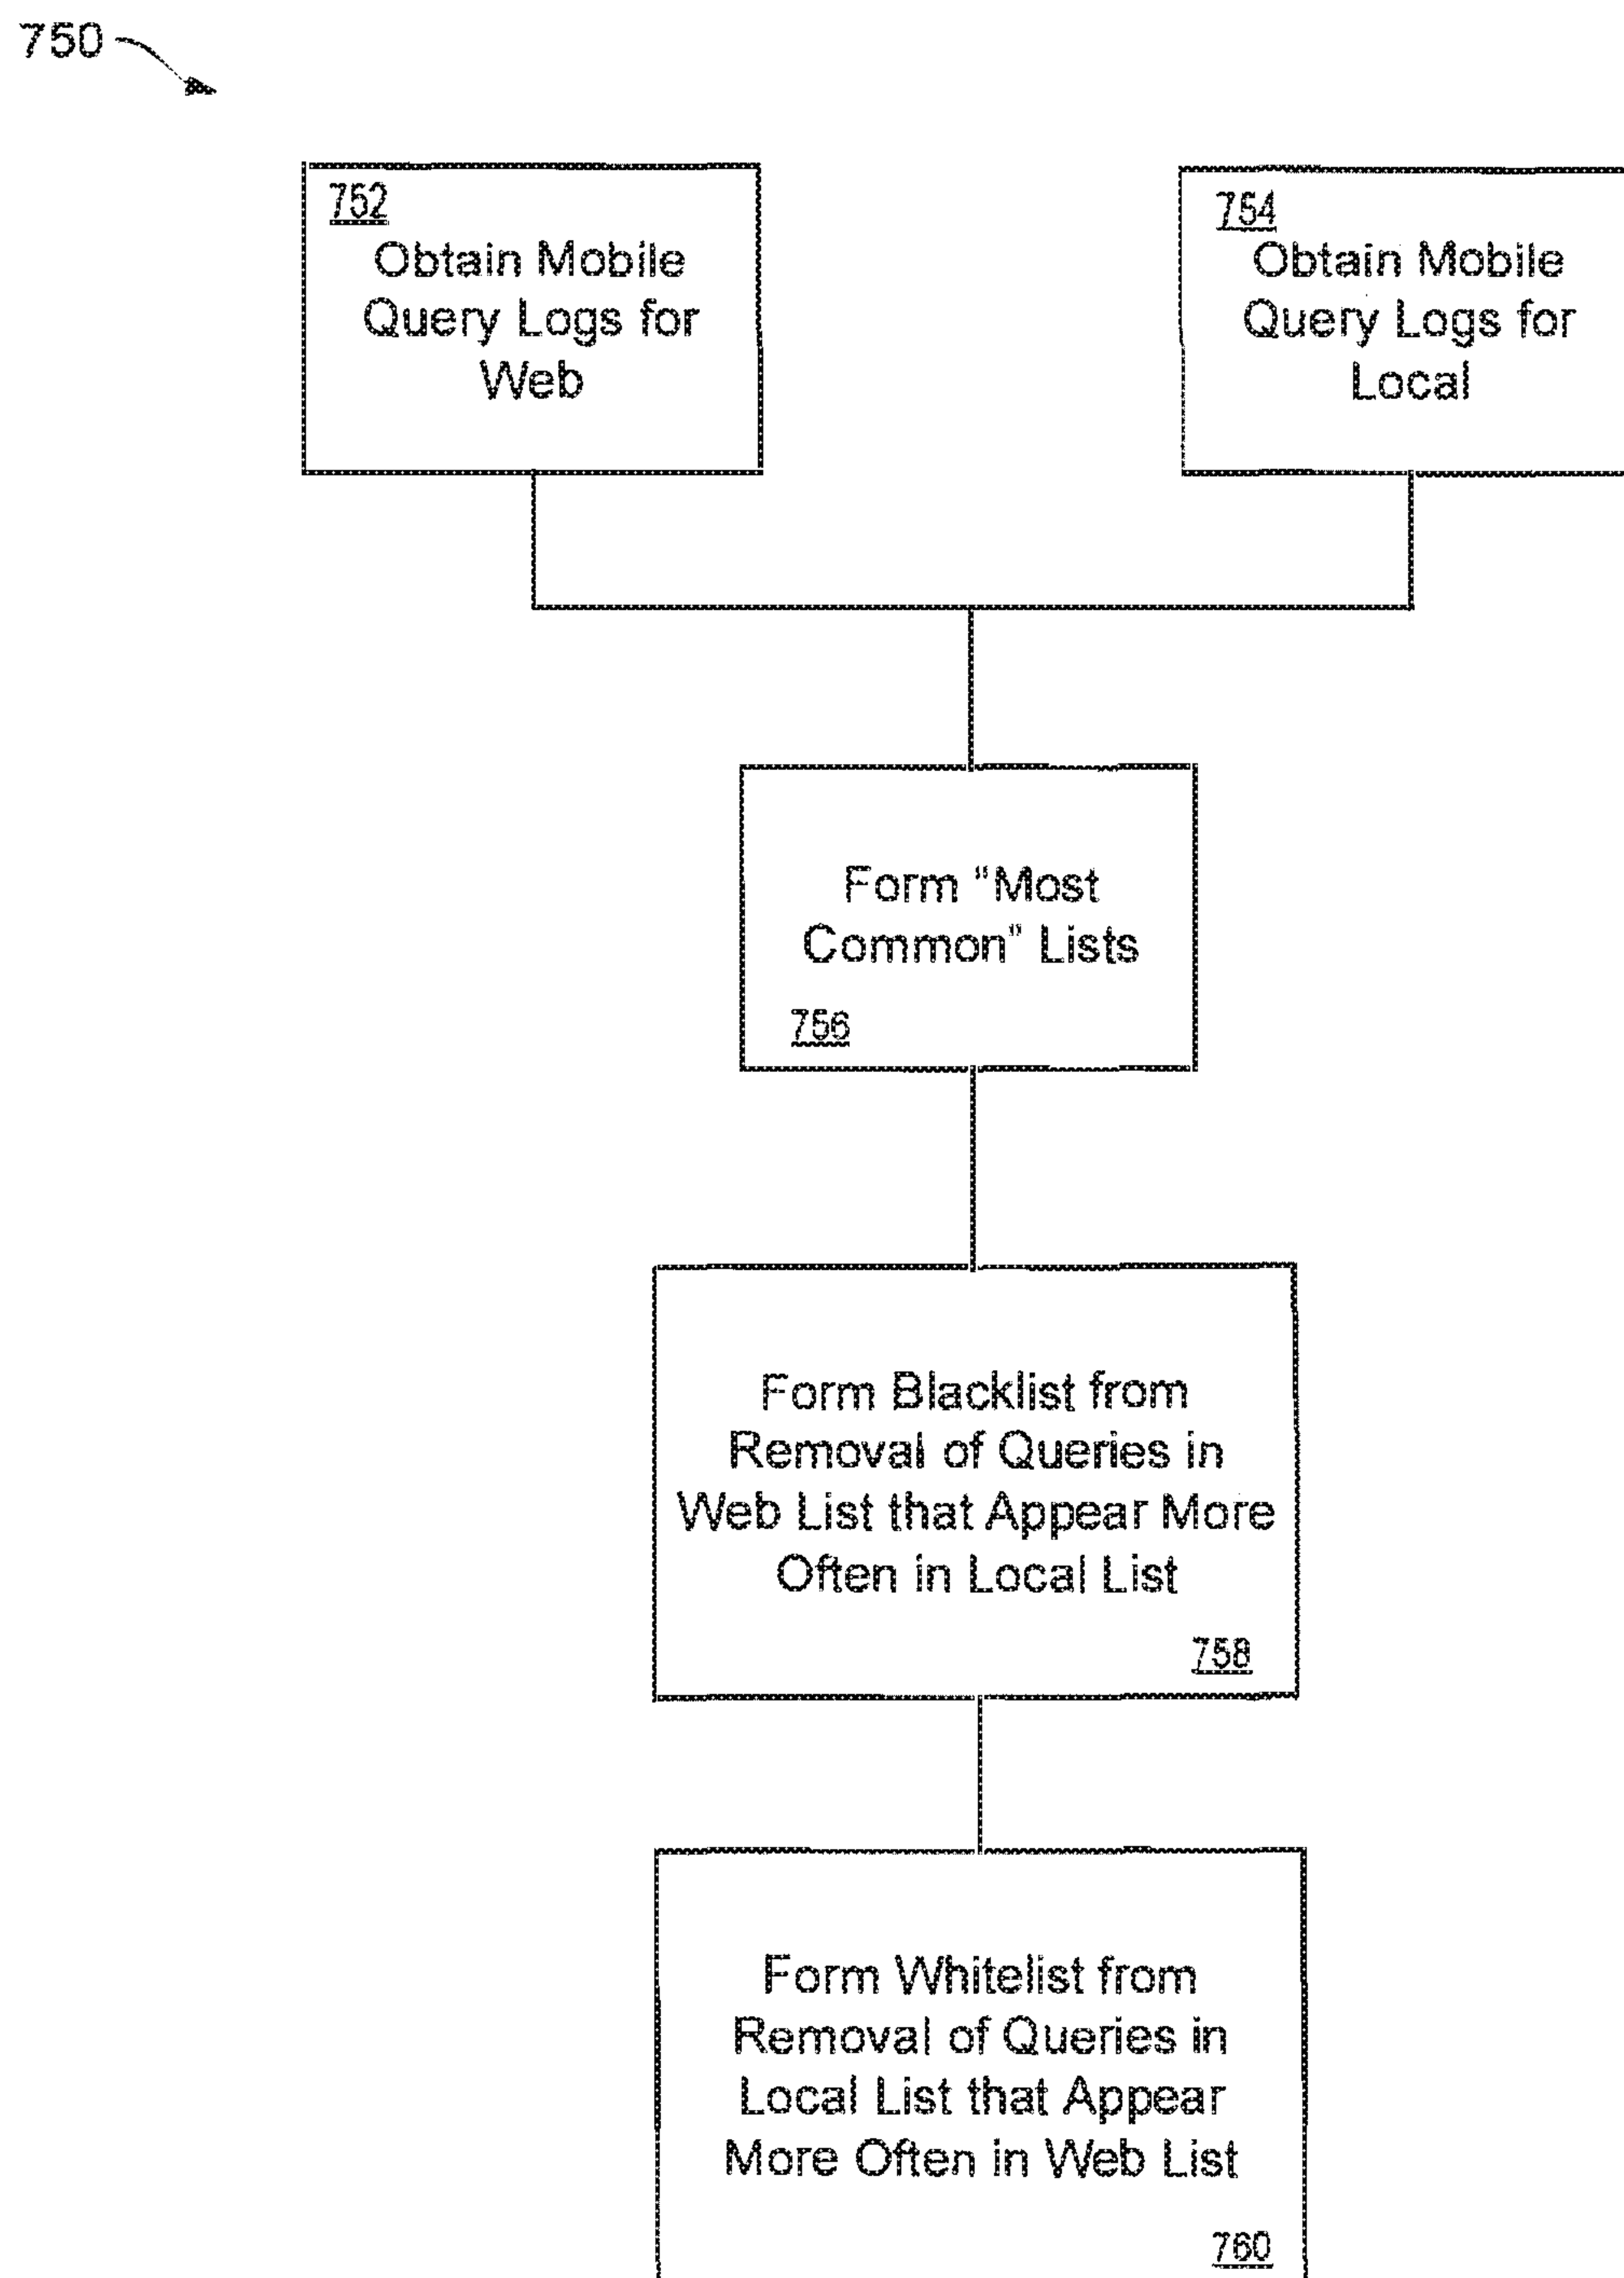 750
752
Obtain Mobile
Query Logs for
Web
754
Obtain Mobile
Query Logs for
Local
Form “Most
Common” Lists
756
Form Blacklist from
Removal of Queries in
Web List that Appear More
Often in Local List
758
Form Whitelist from
Removal of Queries in
Local List that Appear
More Often in Web List
760